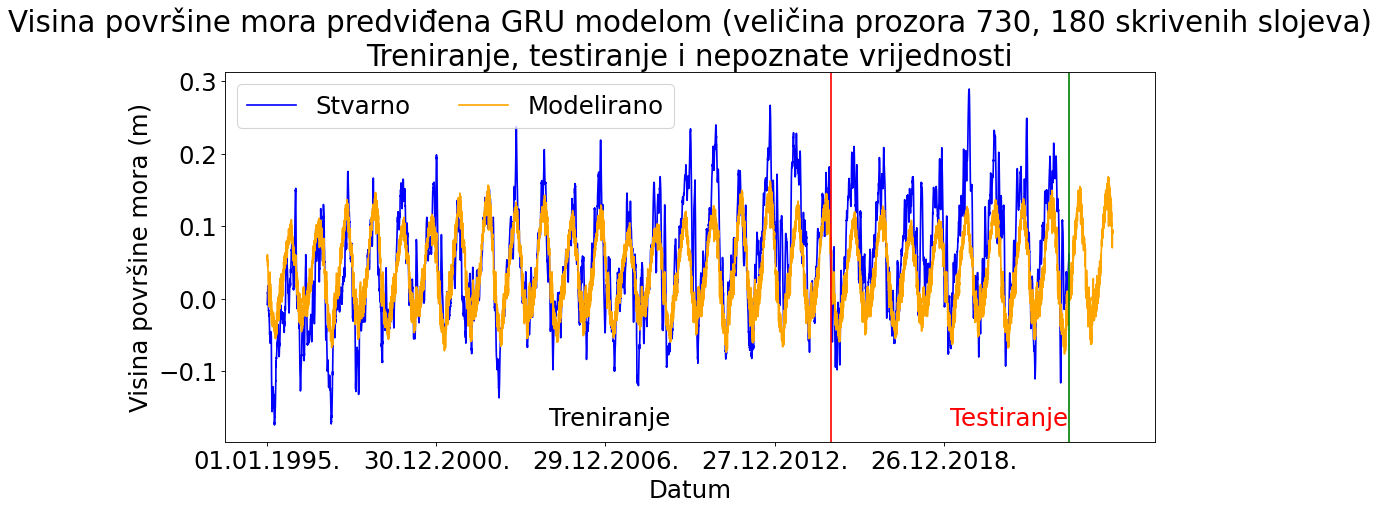 Visina površine mora predviđena GRU modelom (veličina prozora 730, 180 skrivenih slojeva)
Treniranje, testiranje i nepoznate vrijednosti
Stvarno
Modelirano
Visina površine mora (m)
0.3
0.2
0.1
0.0
−0.1
Treniranje
Testiranje
01.01.1995.
30.12.2000.
29.12.2006.
27.12.2012.
26.12.2018.
Datum